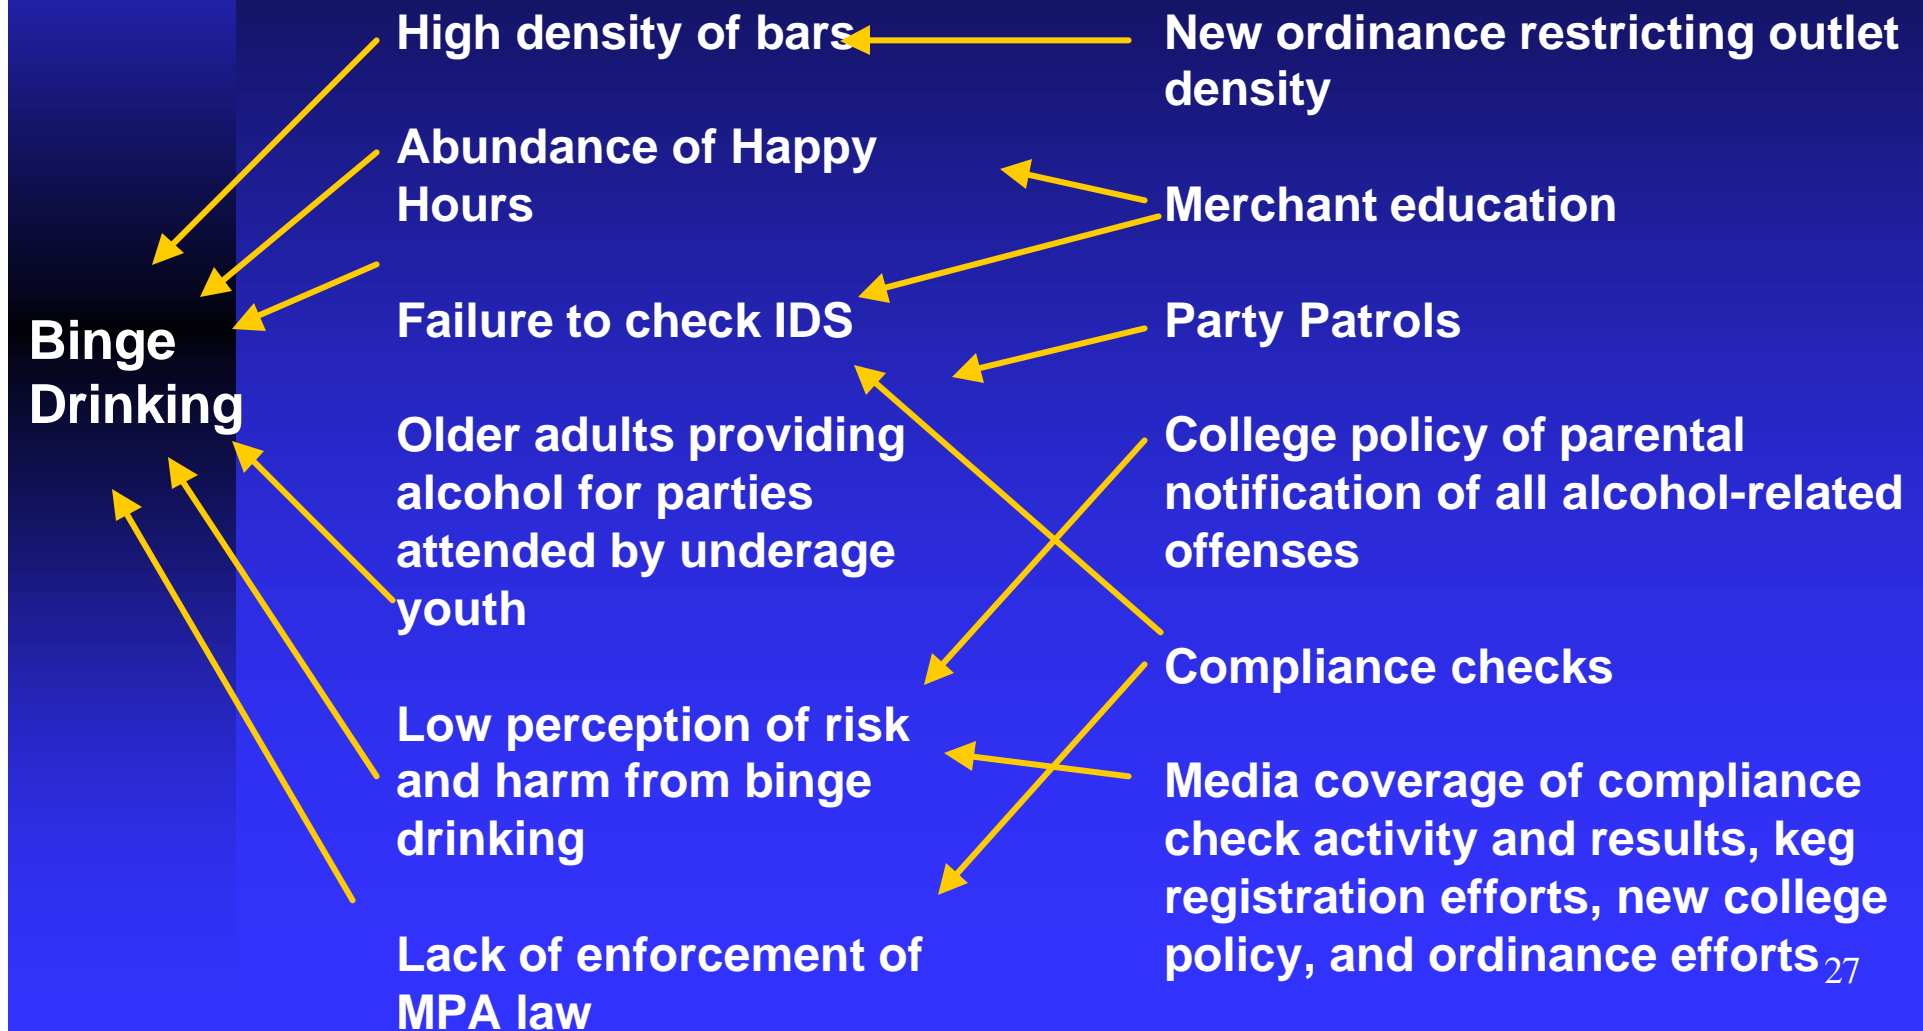 Binge
Drinking
High density of bars
Abundance of Happy
Hours
Failure to check IDS
Older adults providing
alcohol for parties
attended by underage
youth
Low perception of risk
and harm from binge
drinking
Lack of enforcement of
MPA law
New ordinance restricting outlet
density
Merchant education
Party Patrols
College policy of parental
notification of all alcohol-related
offenses
Compliance checks
Media coverage of compliance
check activity and results, keg
registration efforts, new college
policy, and ordinance efforts
27